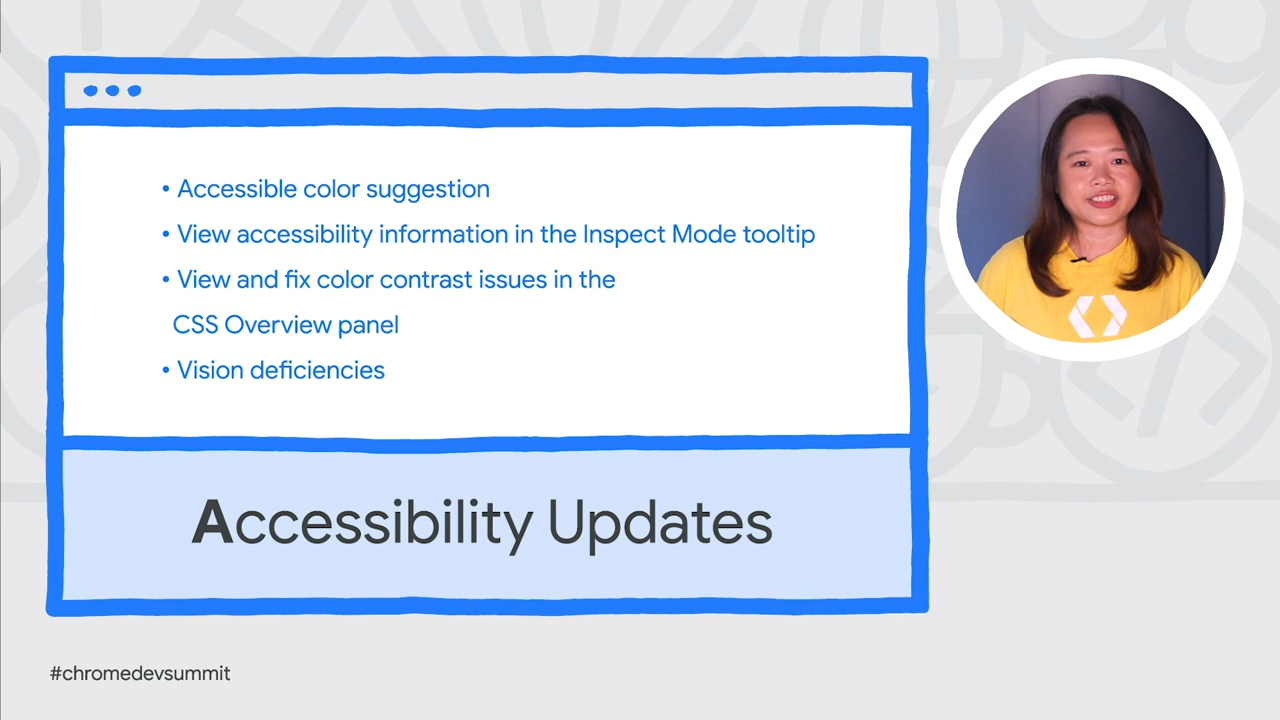 • Accessible color suggestion
• View accessibility information in the Inspect Mode tooltip
• View and fix color contrast issues in the
CSS Overview panel
• Vision deficiencies
Accessibility Updates
#chromedevsummit